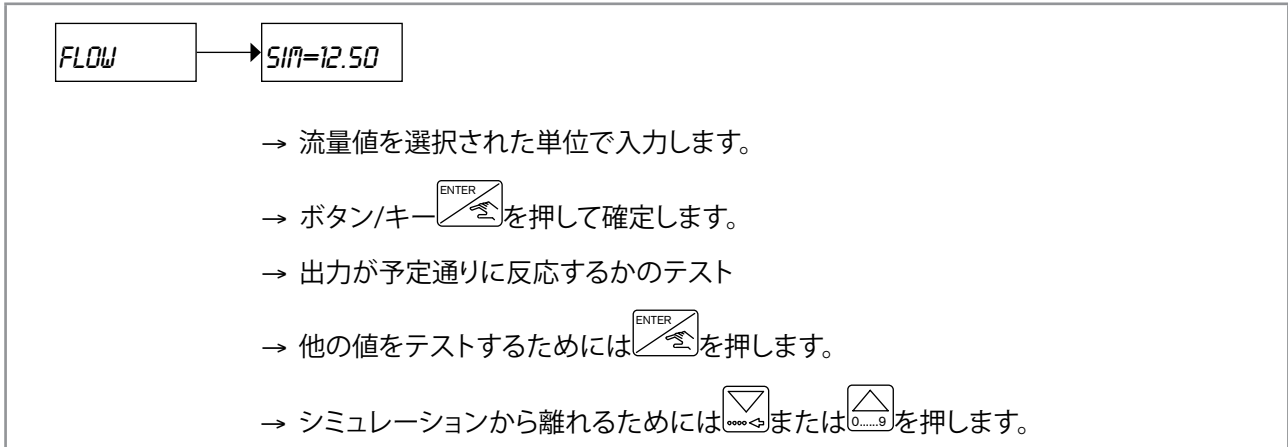 FLOW SIM=12.50
→ 流量値を選択された単位で入力します。
→ ボタン/キー ENTER を押して確定します。
→ 出力が予定通りに反応するかのテスト
→ 他の値をテストするためには ENTER を押します。
→ シミュレーションから離れるためにはまたは 0......9 を押します。